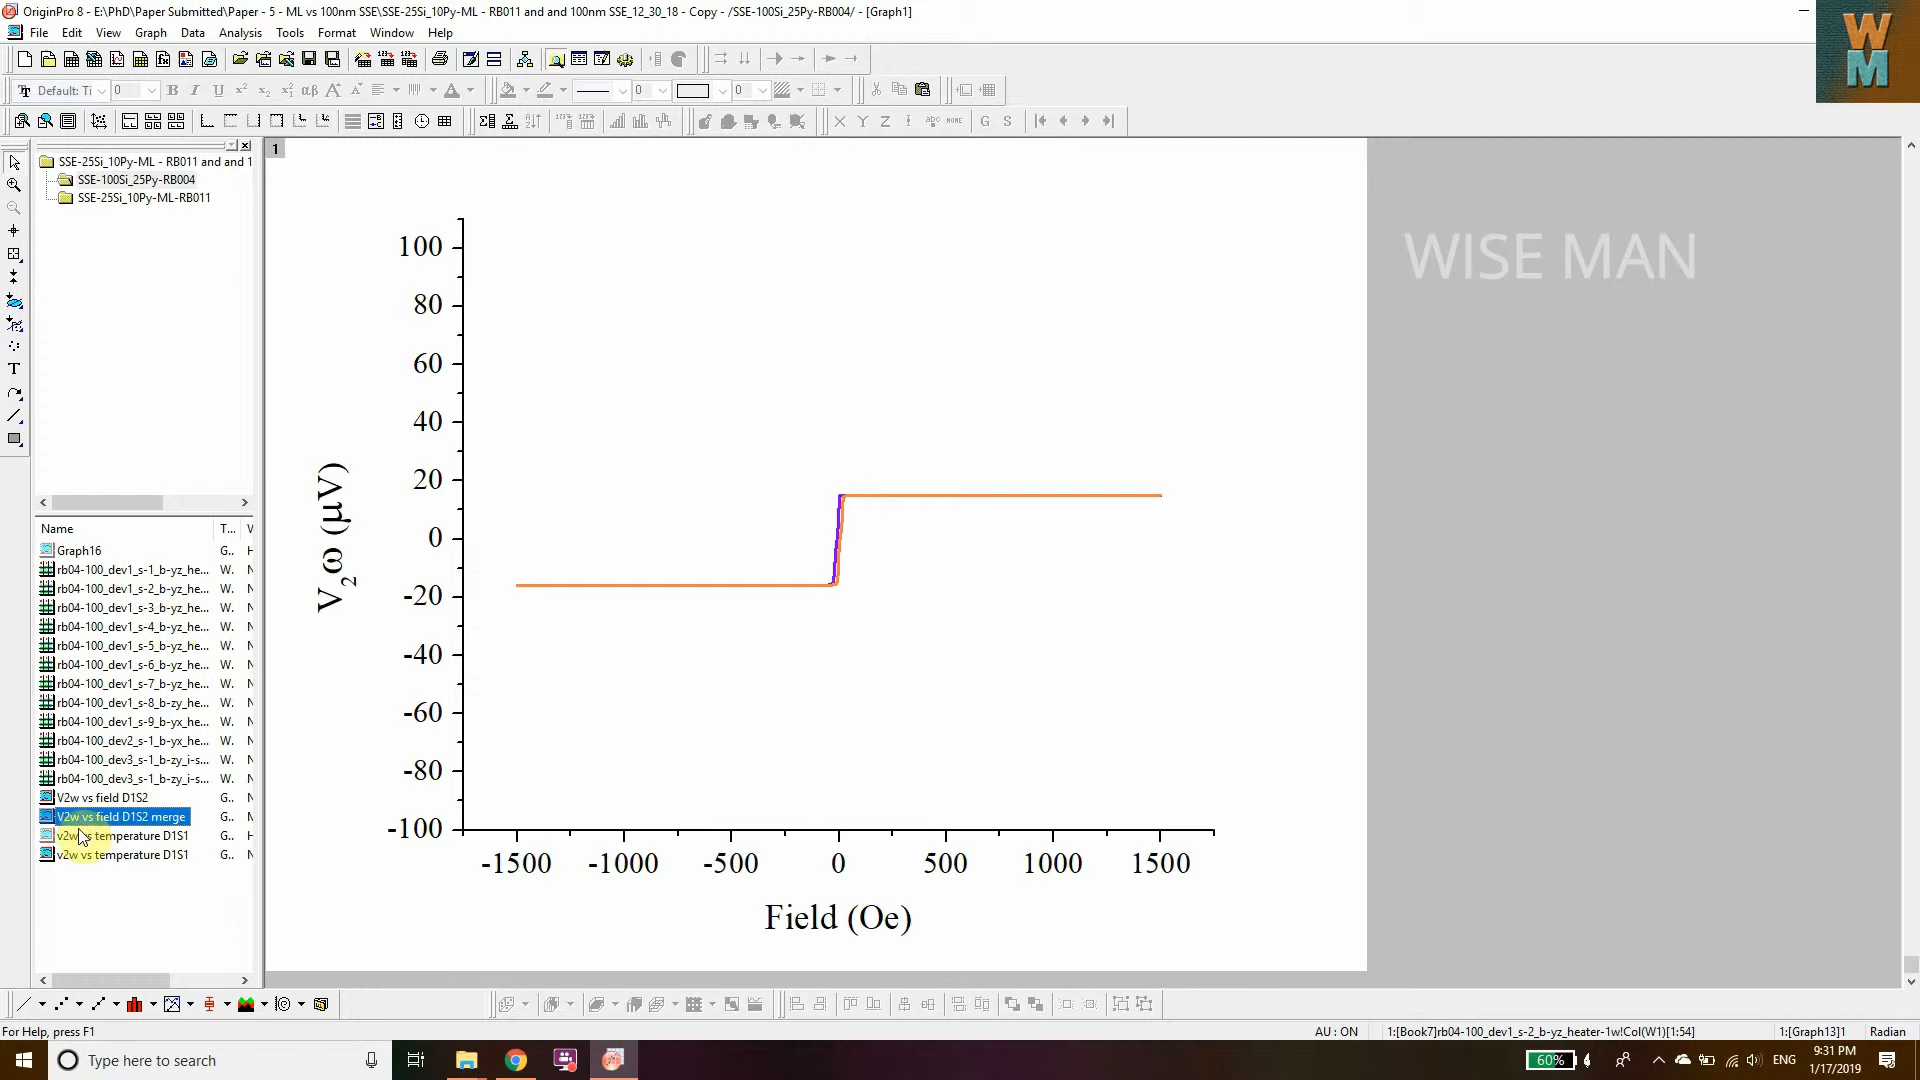 OriginPro 8 - E:\PhD\Paper Submitted\Paper - 5 - ML vs 100nm SSE\SSE-25Si_10Py-ML - RB011 and and 100nm SSE_12_30_18 - Copy - /SSE-100Si_25Py-RB004/ - [Graph1]
File Edit View Graph Data Analysis Tools Format Window Help
WM
Default: Ti 0 B I U αβ A A 0 0
X Y Z abc NONE G S
SSE-25Si_10Py-ML - RB011 and and 1
SSE-100Si_25Py-RB004
SSE-25Si_10Py-ML-RB011
1
WISE MAN
100
80
60
40
20
0
-20
-40
-60
-80
-100
V2ω (µV)
-1500 -1000 -500 0 500 1000 1500
Field (Oe)
Name T...
Graph16 G..
rb04-100_dev1_s-1_b-yz_he... W.
rb04-100_dev1_s-2_b-yz_he... W.
rb04-100_dev1_s-3_b-yz_he... W.
rb04-100_dev1_s-4_b-yz_he... W.
rb04-100_dev1_s-5_b-yz_he... W.
rb04-100_dev1_s-6_b-yz_he... W.
rb04-100_dev1_s-7_b-yz_he... W.
rb04-100_dev1_s-8_b-zy_he... W.
rb04-100_dev1_s-9_b-yx_he... W.
rb04-100_dev2_s-1_b-yx_he... W.
rb04-100_dev3_s-1_b-zy_i-s... W.
rb04-100_dev3_s-1_b-zy_i-s... W.
V2w vs field D1S2 G..
V2w vs field D1S2 merge G..
v2w vs temperature D1S1 G..
v2w vs temperature D1S1 G..
For Help, press F1
AU : ON 1:[Book7]rb04-100_dev1_s-2_b-yz_heater-1w!Col(W1)[1:54] 1:[Graph13]1 Radian
Type here to search
60% ENG 9:31 PM
1/17/2019